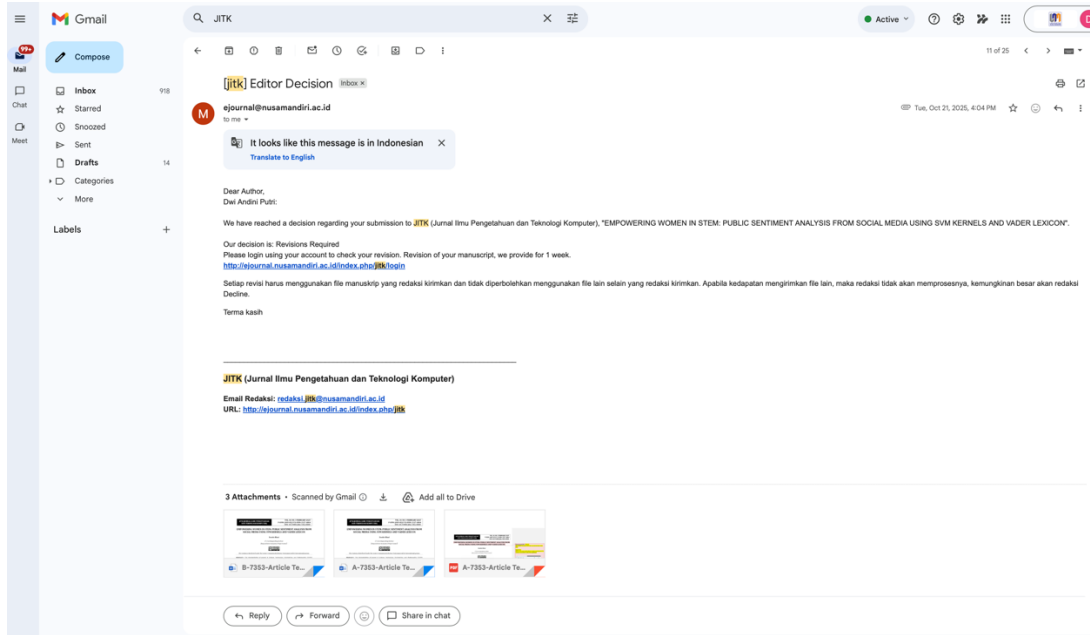 Gmail
JITK
Active
99+
Mail
Chat
Meet
Compose
Inbox 918
Starred
Snoozed
Sent
Drafts 14
Categories
More
Labels
11 of 25
[jitk] Editor Decision Inbox x
M
ejournal@nusamandiri.ac.id
to me
Tue, Oct 21, 2025, 4:04 PM
It looks like this message is in Indonesian
Translate to English
Dear Author,
Dwi Andini Putri:
We have reached a decision regarding your submission to JITK (Jurnal Ilmu Pengetahuan dan Teknologi Komputer), "EMPOWERING WOMEN IN STEM: PUBLIC SENTIMENT ANALYSIS FROM SOCIAL MEDIA USING SVM KERNELS AND VADER LEXICON".
Our decision is: Revisions Required
Please login using your account to check your revision. Revision of your manuscript, we provide for 1 week.
http://ejournal.nusamandiri.ac.id/index.php/jitk/login
Setiap revisi harus menggunakan file manuskrip yang redaksi kirimkan dan tidak diperbolehkan menggunakan file lain selain yang redaksi kirimkan. Apabila kedapatan mengirimkan file lain, maka redaksi tidak akan memprosesnya, kemungkinan besar akan redaksi
Decline.
Terma kasih
JITK (Jurnal Ilmu Pengetahuan dan Teknologi Komputer)
Email Redaksi: redaksi.jitk@nusamandiri.ac.id
URL: http://ejournal.nusamandiri.ac.id/index.php/jitk
3 Attachments • Scanned by Gmail
Add all to Drive
B-7353-Article Te...
A-7353-Article Te...
PDF A-7353-Article Te...
Reply
Forward
Share in chat